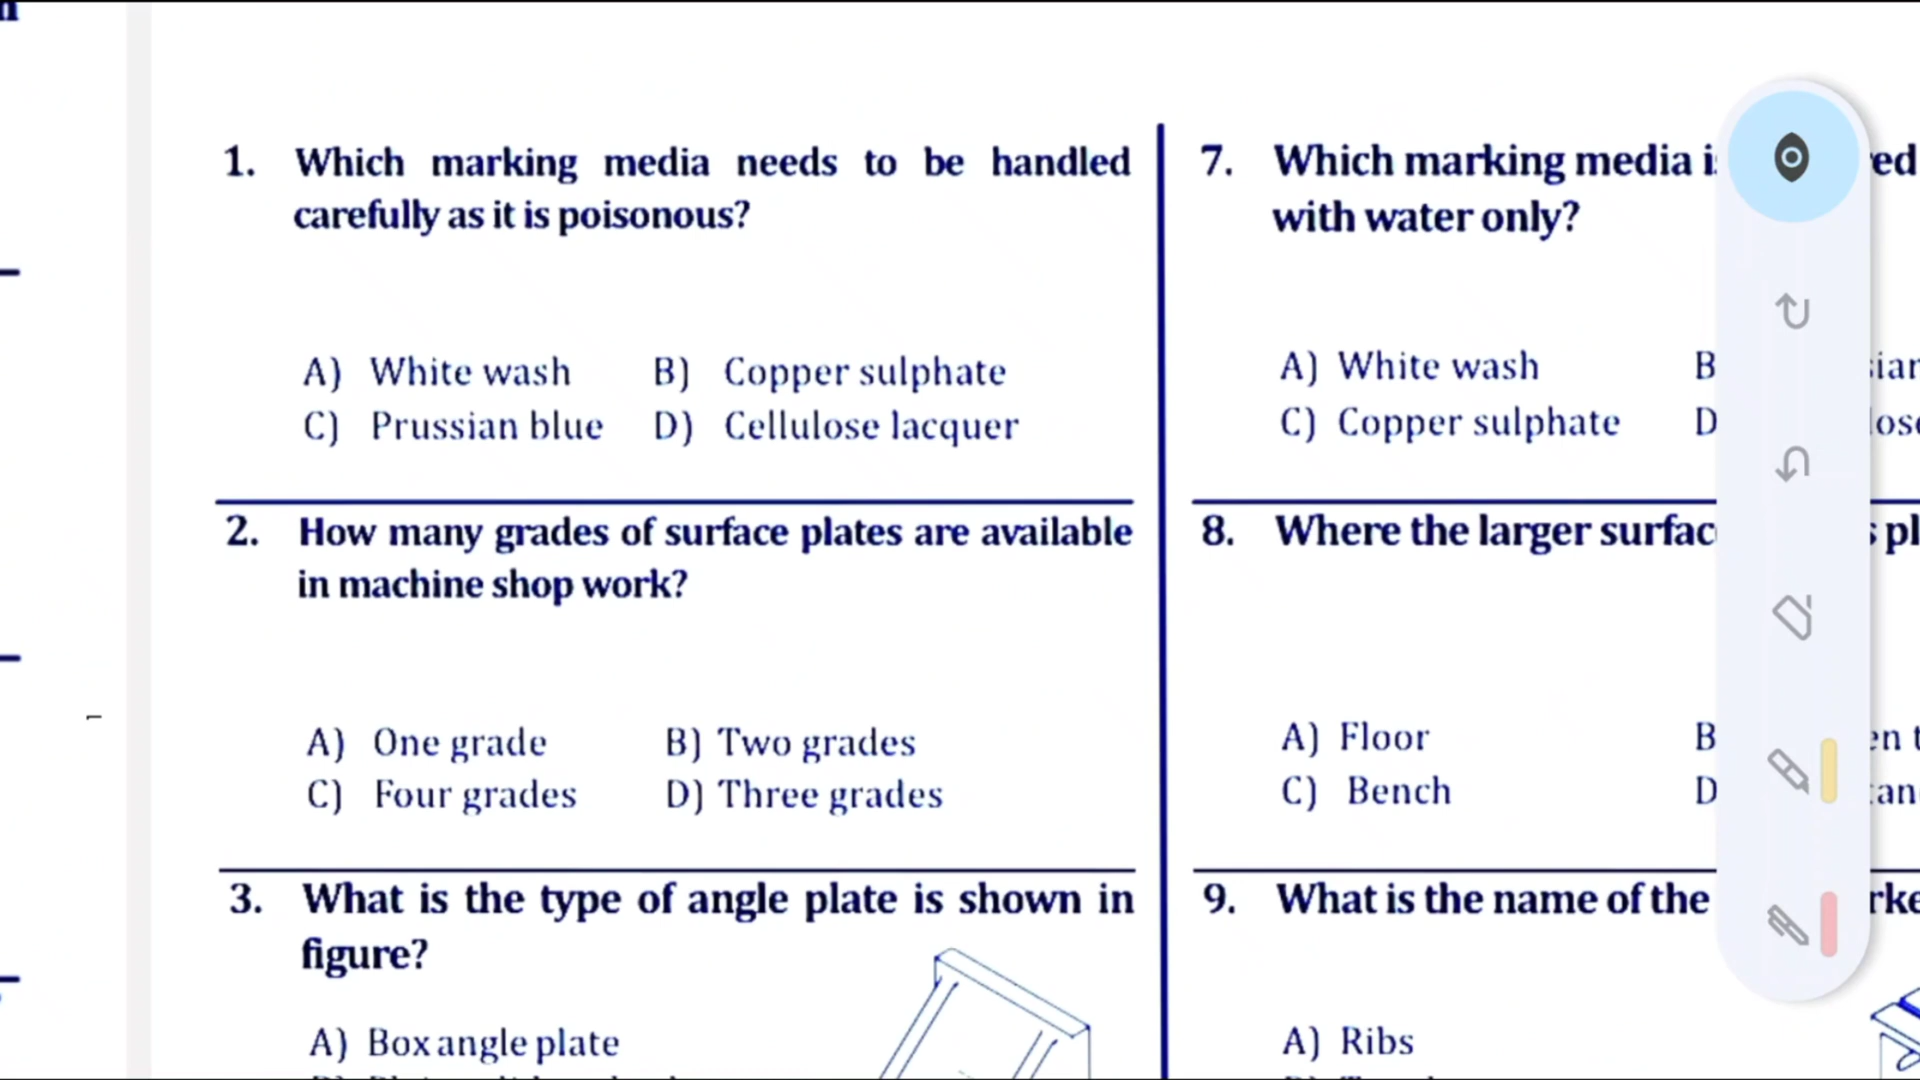 1. Which marking media needs to be handled
carefully as it is poisonous?
A) White wash B) Copper sulphate
C) Prussian blue D) Cellulose lacquer
2. How many grades of surface plates are available
in machine shop work?
A) One grade B) Two grades
C) Four grades D) Three grades
3. What is the type of angle plate is shown in
figure?
A) Box angle plate
7. Which marking media
with water only?
A) White wash B
C) Copper sulphate D
8. Where the larger
A) Floor B
C) Bench D
9. What is the name of the
A) Ribs